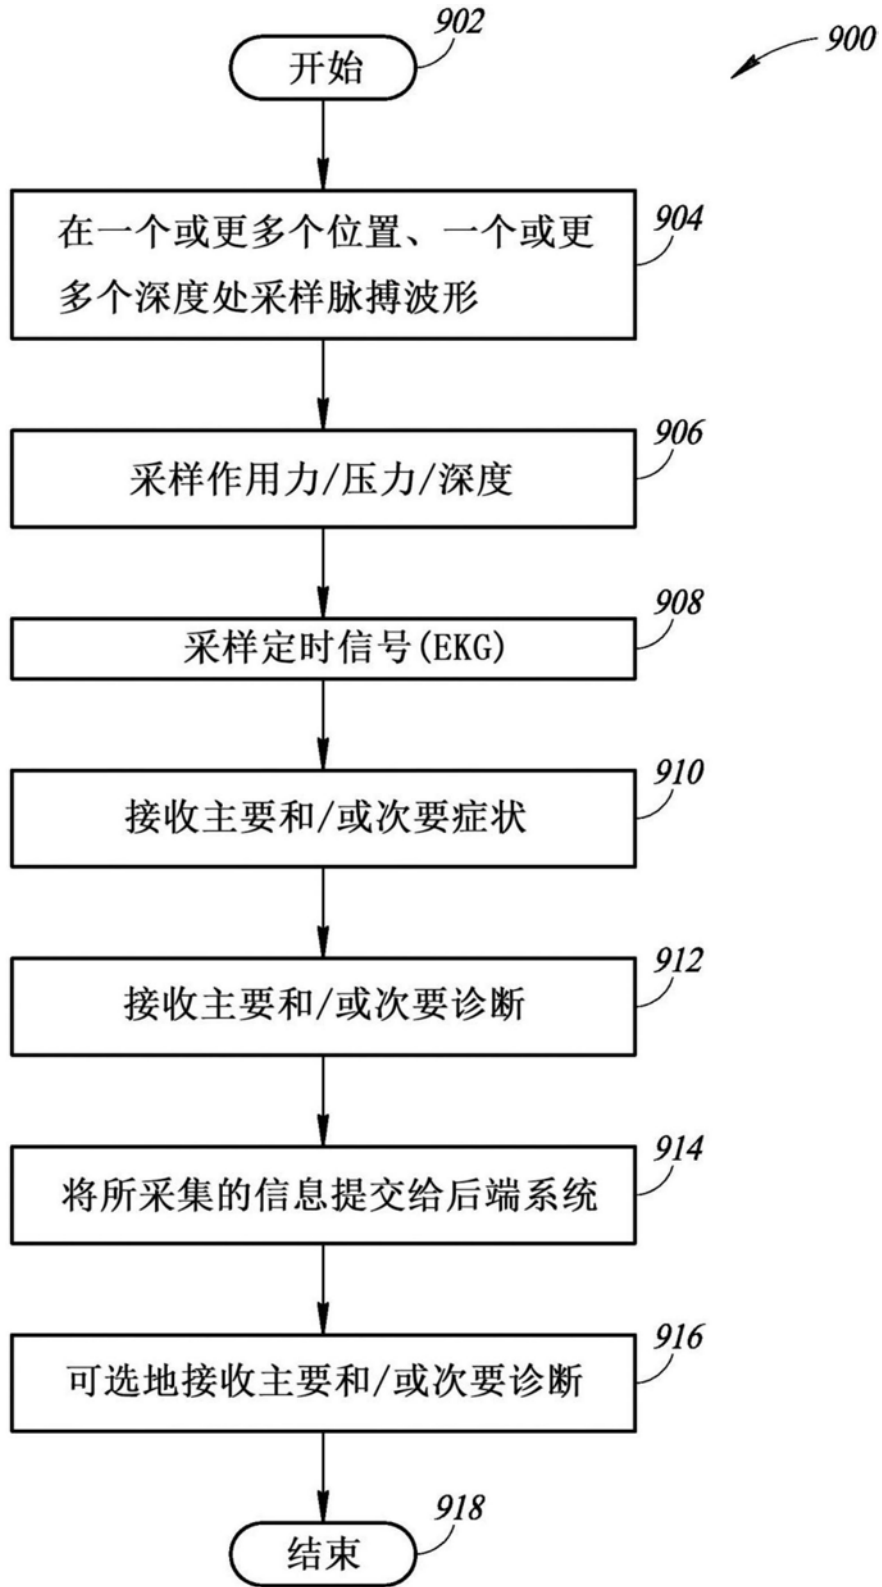 902
开始
900
904
在一个或更多个位置、一个或更
多个深度处采样脉搏波形
906
采样作用力/压力/深度
908
采样定时信号(EKG)
910
接收主要和/或次要症状
912
接收主要和/或次要诊断
914
将所采集的信息提交给后端系统
916
可选地接收主要和/或次要诊断
918
结束